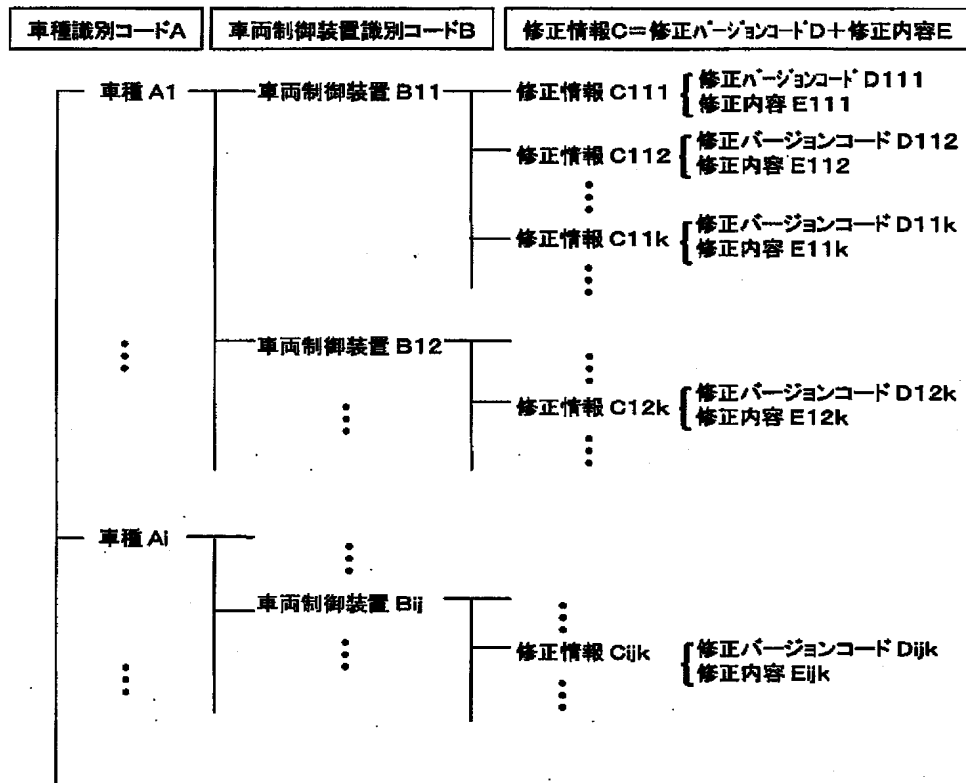 車種識別コードA 車両制御装置識別コードB 修正情報C=修正バージョンコードD+修正内容E
車種 A1 車両制御装置 B11 修正情報 C111 修正バージョンコード D111
修正内容 E111
修正情報 C112 修正バージョンコード D112
修正内容 E112
修正情報 C11k 修正バージョンコード D11k
修正内容 E11k
車両制御装置 B12
修正情報 C12k 修正バージョンコード D12k
修正内容 E12k
車種 Ai
車両制御装置 Bij
修正情報 Cijk 修正バージョンコード Dijk
修正内容 Eijk